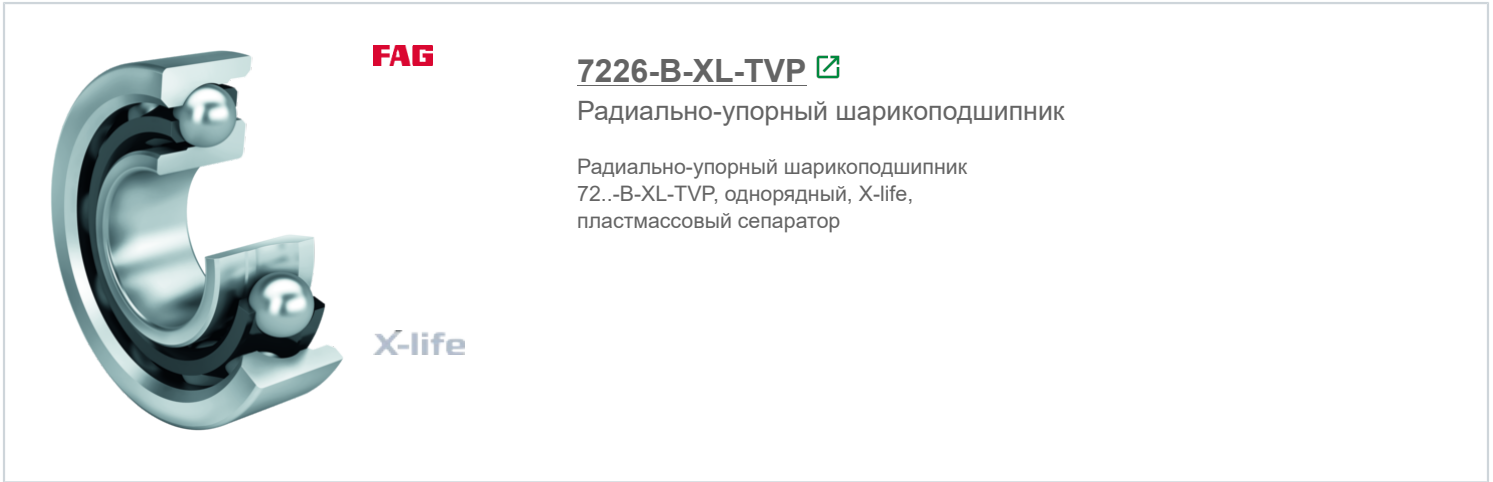 FAG
7226-B-XL-TVP
Радиально-упорный шарикоподшипник
Радиально-упорный шарикоподшипник
72..-B-XL-TVP, однорядный, X-life,
пластмассовый сепаратор
X-life